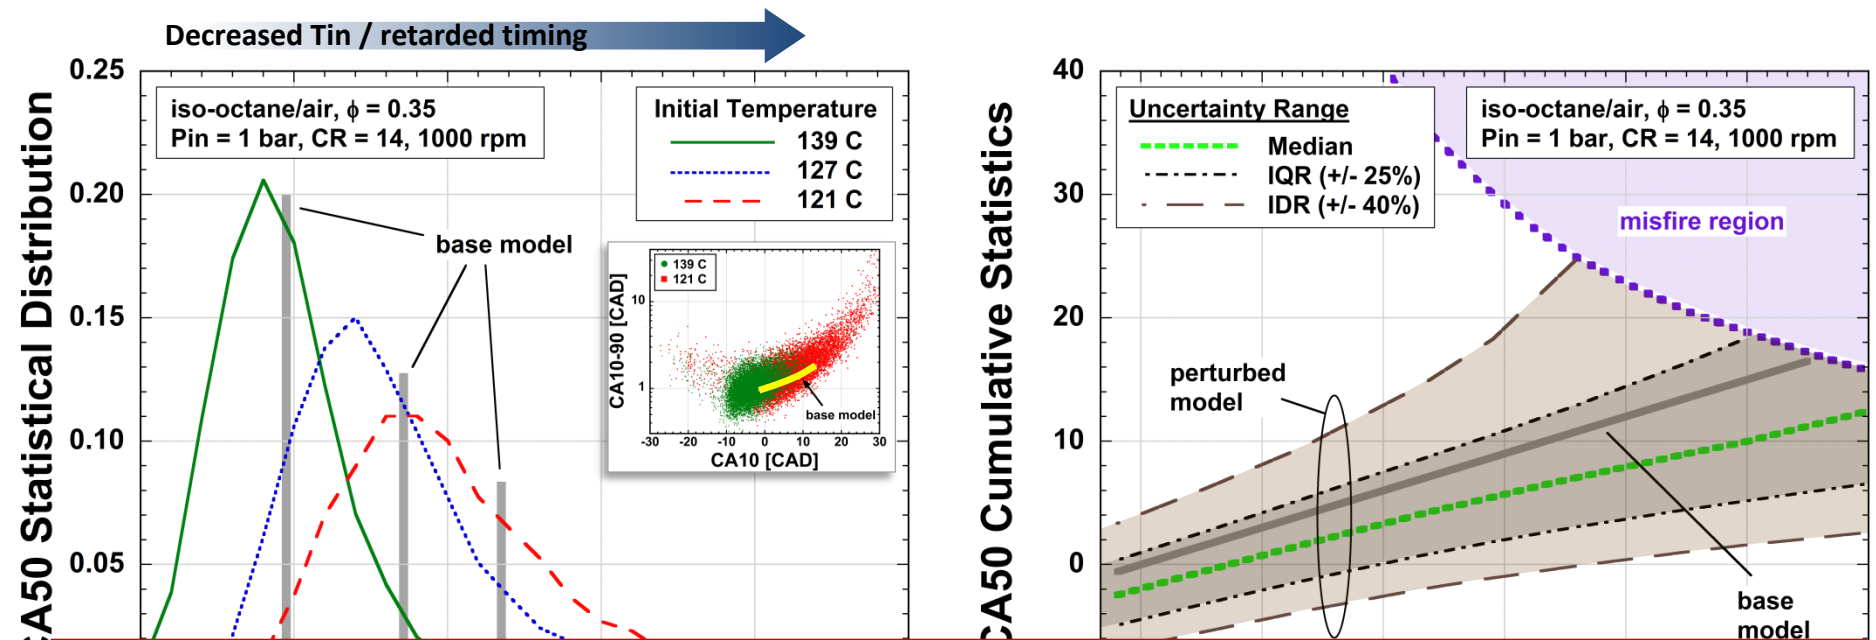 Decreased Tin / retarded timing
CA50 Statistical Distribution
0.25
0.20
0.15
0.10
0.05
iso-octane/air, ϕ = 0.35
Pin = 1 bar, CR = 14, 1000 rpm
Initial Temperature
139 C
127 C
121 C
base model
CA10-90 [CAD]
10
1
139 C
121 C
base model
-30 -20 -10 0 10 20 30
CA10 [CAD]
CA50 Cumulative Statistics
40
30
20
10
0
Uncertainty Range
Median
IQR (+/- 25%)
IDR (+/- 40%)
iso-octane/air, ϕ = 0.35
Pin = 1 bar, CR = 14, 1000 rpm
misfire region
perturbed
model
base
model